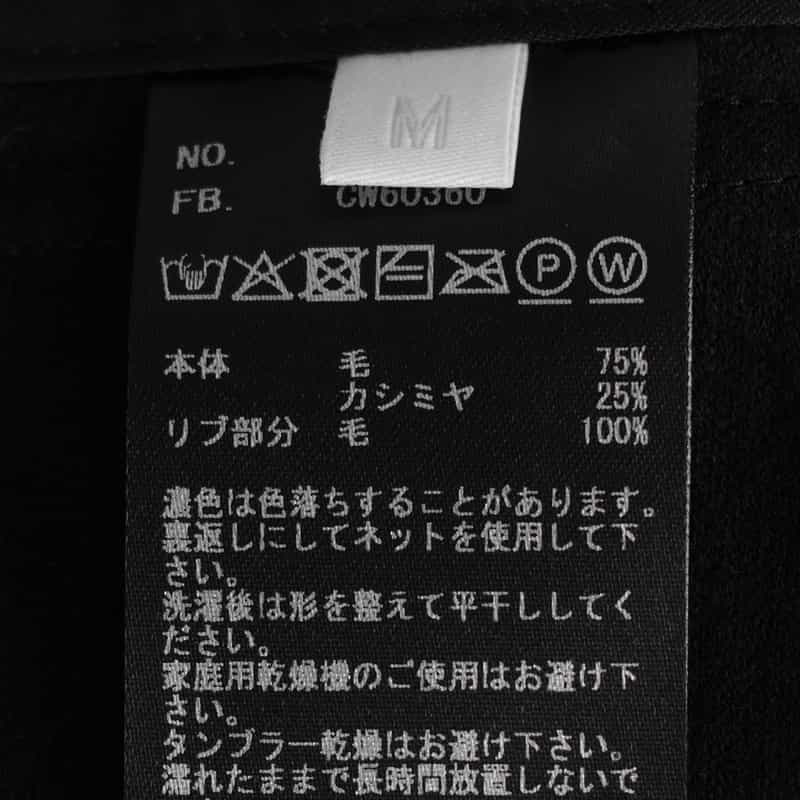 M
NO.
FB. CW60360
P W
本体 毛 75%
カシミヤ 25%
リブ部分 毛 100%
濃色は色落ちすることがあります。
裏返しにしてネットを使用して下
さい。
洗濯後は形を整えて平干ししてく
ださい。
家庭用乾燥機のご使用はお避け下
さい。
タンブラー乾燥はお避け下さい。
濡れたままで長時間放置しないで